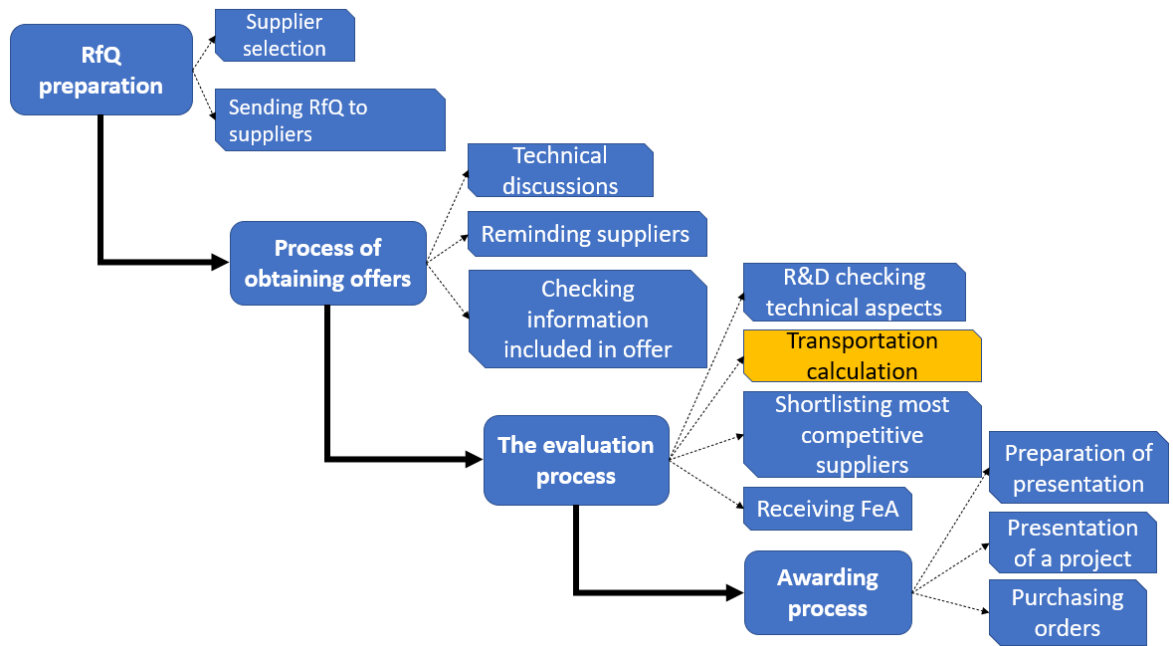 RfQ
preparation
Supplier
selection
Sending RfQ to
suppliers
Process of
obtaining offers
Technical
discussions
Reminding suppliers
Checking
information
included in offer
The evaluation
process
R&D checking
technical aspects
Transportation
calculation
Shortlisting most
competitive
suppliers
Receiving FeA
Awarding
process
Preparation of
presentation
Presentation
of a project
Purchasing
orders